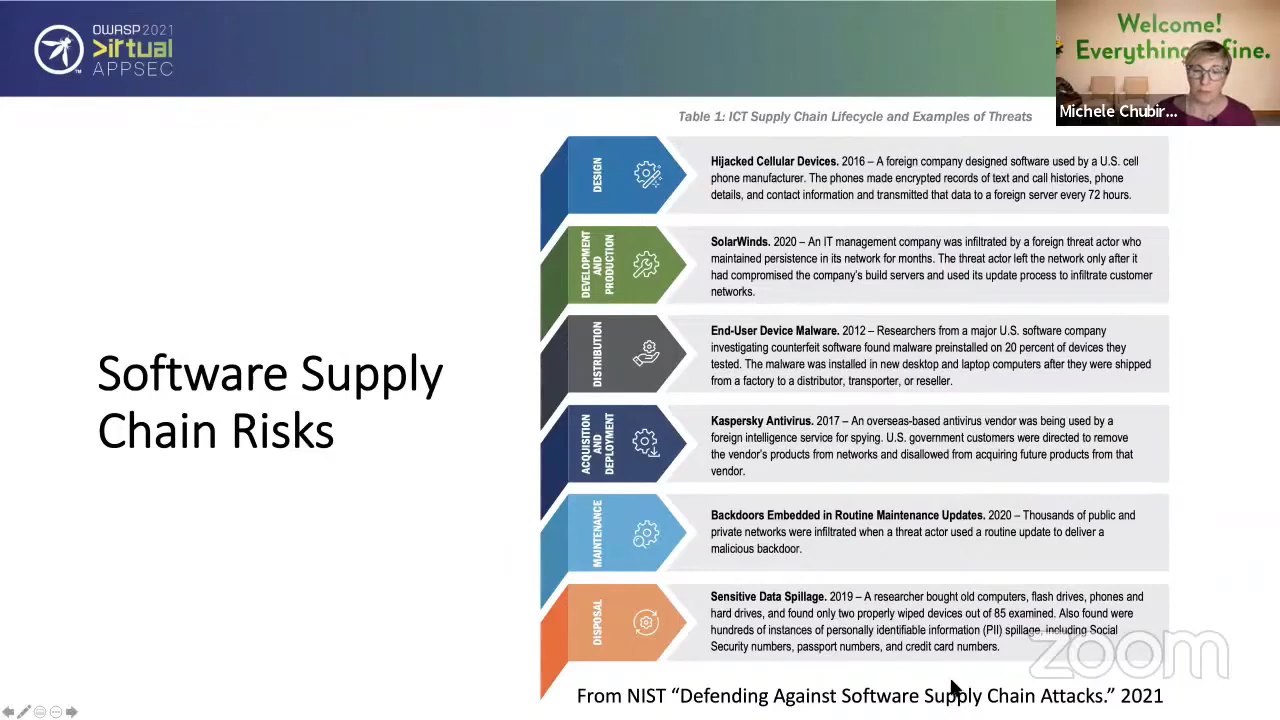 OWASP 2021
Virtual
APPSEC
Welcome!
Everything fine.
Michele Chubir...
Table 1: ICT Supply Chain Lifecycle and Examples of Threats
Software Supply
Chain Risks
DESIGN
Hijacked Cellular Devices. 2016 – A foreign company designed software used by a U.S. cell
phone manufacturer. The phones made encrypted records of text and call histories, phone
details, and contact information and transmitted that data to a foreign server every 72 hours.
DEVELOPMENT
AND
PRODUCTION
SolarWinds. 2020 – An IT management company was infiltrated by a foreign threat actor who
maintained persistence in its network for months. The threat actor left the network only after it
had compromised the company's build servers and used its update process to infiltrate customer
networks.
DISTRIBUTION
End-User Device Malware. 2012 – Researchers from a major U.S. software company
investigating counterfeit software found malware preinstalled on 20 percent of devices they
tested. The malware was installed in new desktop and laptop computers after they were shipped
from a factory to a distributor, transporter, or reseller.
ACQUISITION
AND
DEPLOYMENT
Kaspersky Antivirus. 2017 – An overseas-based antivirus vendor was being used by a
foreign intelligence service for spying. U.S. government customers were directed to remove
the vendor's products from networks and disallowed from acquiring future products from that
vendor.
MAINTENANCE
Backdoors Embedded in Routine Maintenance Updates. 2020 – Thousands of public and
private networks were infiltrated when a threat actor used a routine update to deliver a
malicious backdoor.
DISPOSAL
Sensitive Data Spillage. 2019 – A researcher bought old computers, flash drives, phones and
hard drives, and found only two properly wiped devices out of 85 examined. Also found were
hundreds of instances of personally identifiable information (PII) spillage, including Social
Security numbers, passport numbers, and credit card numbers.
zoom
From NIST “Defending Against Software Supply Chain Attacks.” 2021